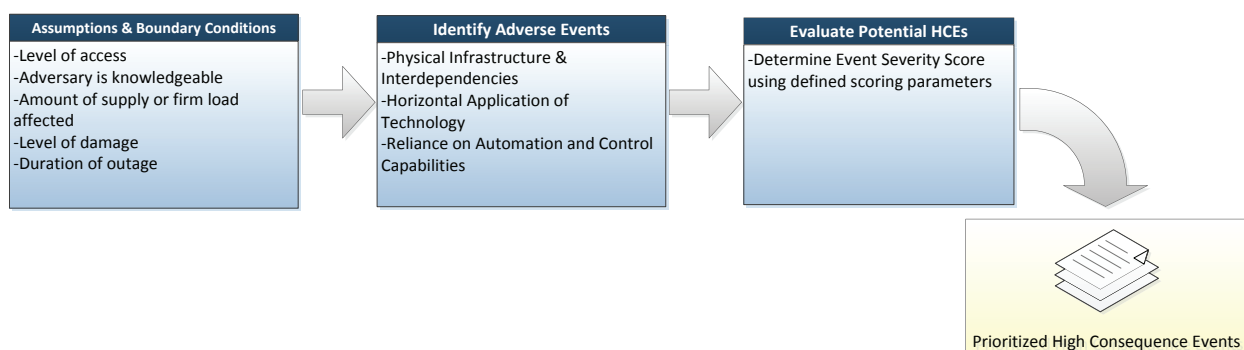 Assumptions & Boundary Conditions
-Level of access
-Adversary is knowledgeable
-Amount of supply or firm load
affected
-Level of damage
-Duration of outage
Identify Adverse Events
-Physical Infrastructure &
Interdependencies
-Horizontal Application of
Technology
-Reliance on Automation and Control
Capabilities
Evaluate Potential HCEs
-Determine Event Severity Score
using defined scoring parameters
Prioritized High Consequence Events